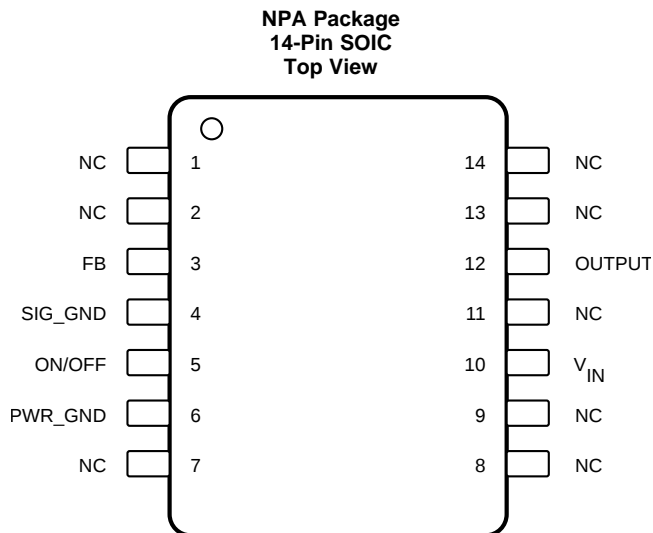 NPA Package
14-Pin SOIC
Top View
NC 1 14 NC
NC 2 13 NC
FB 3 12 OUTPUT
SIG_GND 4 11 NC
ON/OFF 5 10 VIN
PWR_GND 6 9 NC
NC 7 8 NC